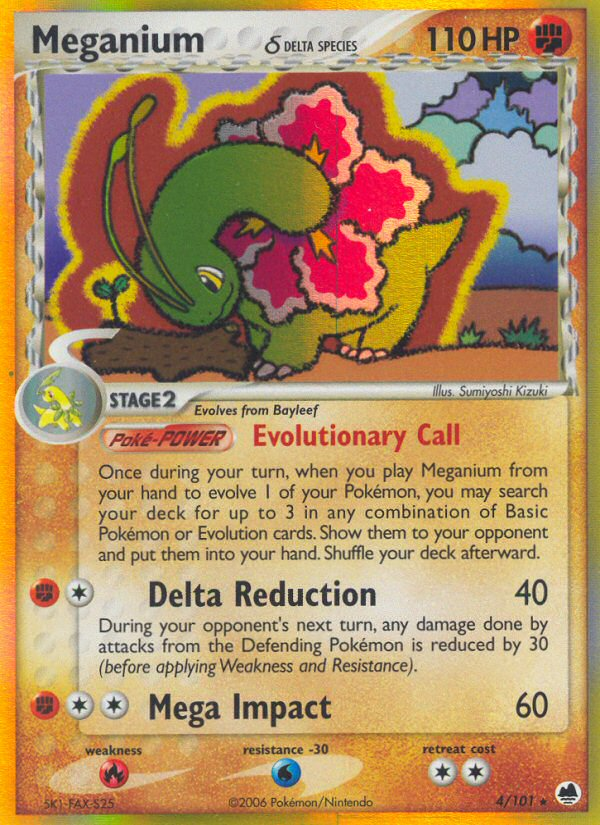 Meganium δ DELTA SPECIES 110 HP
Illus. Sumiyoshi Kizuki
STAGE2
Evolves from Bayleef
Poké-POWER Evolutionary Call
Once during your turn, when you play Meganium from
your hand to evolve 1 of your Pokémon, you may search
your deck for up to 3 in any combination of Basic
Pokémon or Evolution cards. Show them to your opponent
and put them into your hand. Shuffle your deck afterward.
Delta Reduction 40
During your opponent's next turn, any damage done by
attacks from the Defending Pokémon is reduced by 30
(before applying Weakness and Resistance).
Mega Impact 60
weakness resistance -30 retreat cost
©2006 Pokémon/Nintendo 4/101 ★